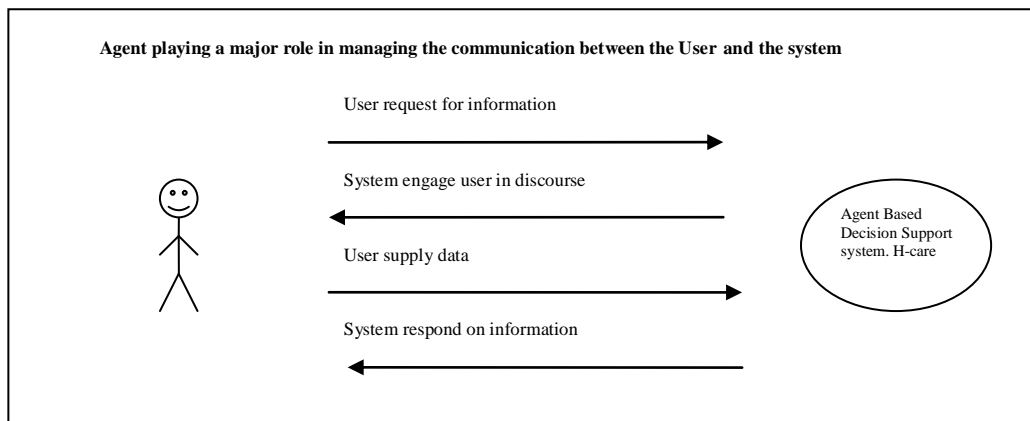 Agent playing a major role in managing the communication between the User and the system
User request for information
System engage user in discourse
Agent Based
Decision Support
system. H-care
User supply data
System respond on information